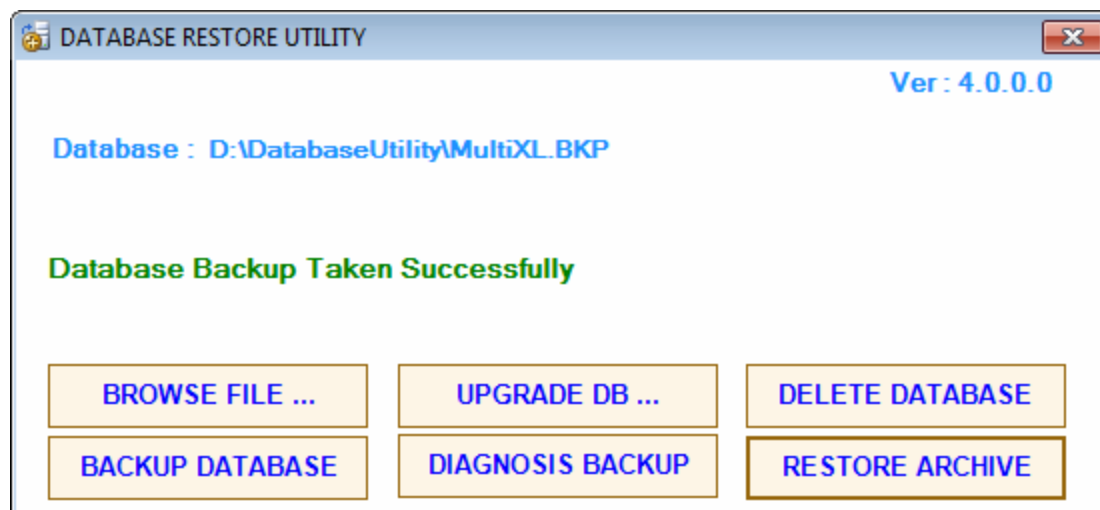 DATABASE RESTORE UTILITY
Ver : 4.0.0.0
Database : D:\DatabaseUtility\MultiXL.BKP
Database Backup Taken Successfully
BROWSE FILE ...
UPGRADE DB ...
DELETE DATABASE
BACKUP DATABASE
DIAGNOSIS BACKUP
RESTORE ARCHIVE